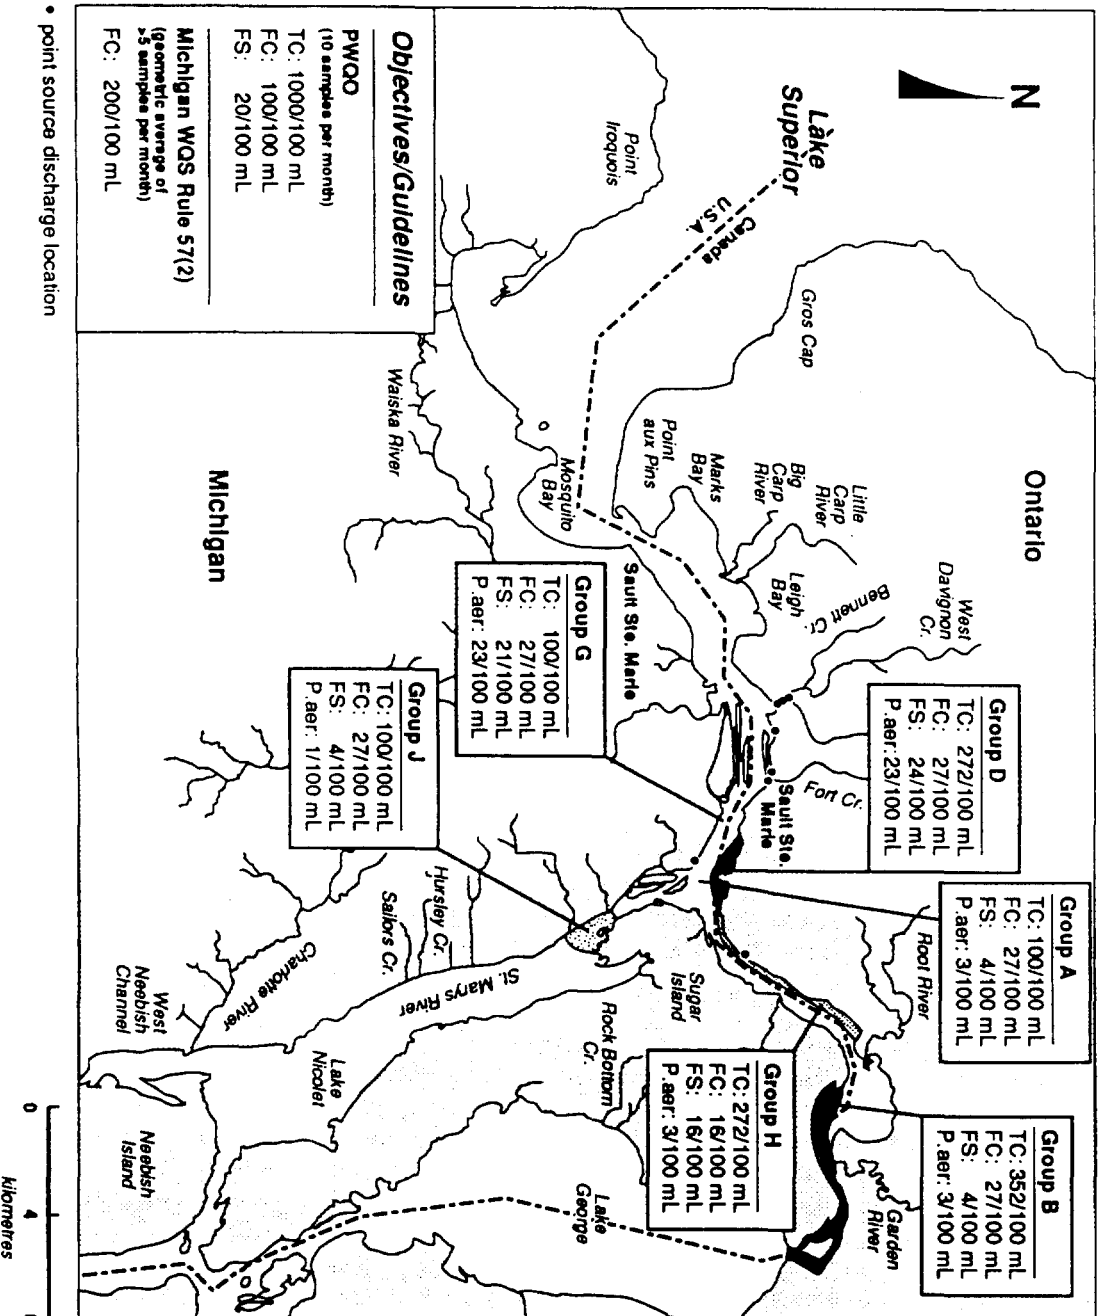 N
Lake
Superior
U.S.A.
Canada
Point
Iroquois
Gros Cap
Ontario
Objectives/Guidelines
PWQO
(10 samples per month)
TC: 1000/100 mL
FC: 100/100 mL
FS: 20/100 mL
Michigan WQS Rule 57(2)
(geometric average of
>5 samples per month)
FC: 200/100 mL
• point source discharge location
Waiska River
Michigan
Mosquito
Bay
Point
aux Pins
Marks
Bay
Big
Carp
River
Little
Carp
River
Leigh
Bay
Bennett Cr.
West
Davignon
Cr.
Sault Ste. Marie
Fort Cr.
Sault Ste.
Marie
Group D
TC: 272/100 mL
FC: 27/100 mL
FS: 24/100 mL
P.aer: 23/100 mL
Group G
TC: 100/100 mL
FC: 27/100 mL
FS: 21/100 mL
P.aer: 23/100 mL
Group J
TC: 100/100 mL
FC: 27/100 mL
FS: 4/100 mL
P.aer: 1/100 mL
Group A
TC: 100/100 mL
FC: 27/100 mL
FS: 4/100 mL
P.aer: 3/100 mL
Root River
Sugar
Island
Hursley Cr.
Sailors Cr.
Charlotte River
St. Marys River
West
Neebish
Channel
Lake
Nicolet
Rock Bottom
Cr.
Group H
TC: 272/100 mL
FC: 16/100 mL
FS: 16/100 mL
P.aer: 3/100 mL
Group B
TC: 352/100 mL
FC: 27/100 mL
FS: 4/100 mL
P.aer: 3/100 mL
Garden
River
Lake
George
Neebish
Island
0 4
kilometres